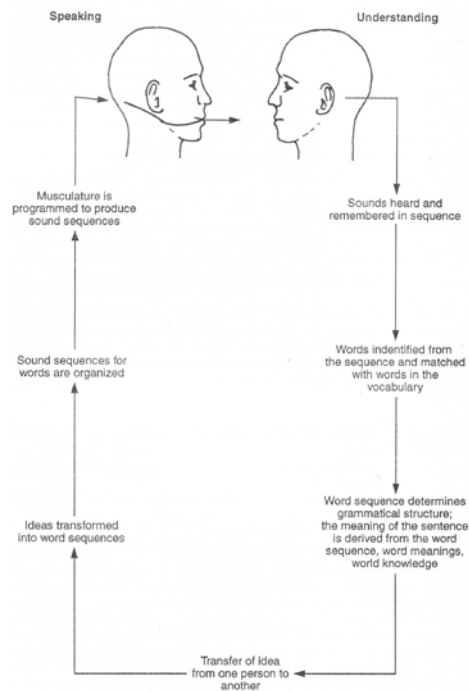 Speaking
Understanding
Musculature is
programmed to produce
sound sequences
Sounds heard and
remembered in sequence
Sound sequences for
words are organized
Words indentified from
the sequence and matched
with words in the
vocabulary
Ideas transformed
into word sequences
Word sequence determines
grammatical structure;
the meaning of the sentence
is derived from the word
sequence, word meanings,
world knowledge
Transfer of idea
from one person to
another